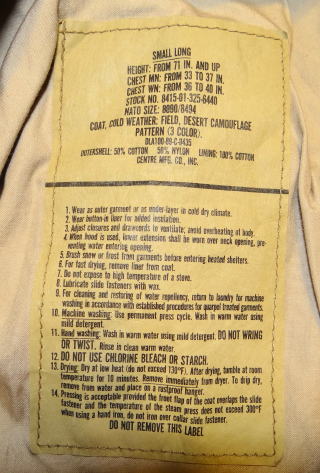 SMALL LONG
HEIGHT: FROM 71 IN. AND UP
CHEST MN: FROM 33 TO 37 IN.
CHEST WN: FROM 36 TO 40 IN.
STOCK NO. 8415-01-325-6440
NATO SIZE: 8090/8494
COAT, COLD WEATHER: FIELD, DESERT CAMOUFLAGE
PATTERN (3 COLOR).
DLA100-89-C-0435
OUTERSHELL: 50% COTTON 50% NYLON LINING: 100% COTTON
CENTRE MFG. CO., INC.
1. Wear as outer garment or as under-layer in cold dry climate.
2. Wear button-in liner for added insulation.
3. Adjust closures and drawcords to ventilate; avoid overheating of body.
4. When hood is used, lower extension shall be worn over neck opening, pre-
venting water entering opening.
5. Brush snow or frost from garments before entering heated shelters.
6. For fast drying, remove liner from coat.
7. Do not expose to high temperature of a stove.
8. Lubricate slide fasteners with wax.
9. For cleaning and restoring of water repellency, return to laundry for machine
washing in accordance with established procedures for quarpel treated garments.
10. Machine washing: Use permanent press cycle. Wash in warm water using
mild detergent.
11. Hand washing: Wash in warm water using mild detergent. DO NOT WRING
OR TWIST. Rinse in clean warm water.
12. DO NOT USE CHLORINE BLEACH OR STARCH.
13. Drying: Dry at low heat (do not exceed 130°F). After drying, tumble at room
temperature for 10 minutes. Remove immediately from dryer. To drip dry,
remove from water and place on a rustproof hanger.
14. Pressing is acceptable provided the front flap of the coat overlaps the slide
fastener and the temperature of the steam press does not exceed 300°F
when using a hand iron, do not iron over collar slide fastener.
DO NOT REMOVE THIS LABEL